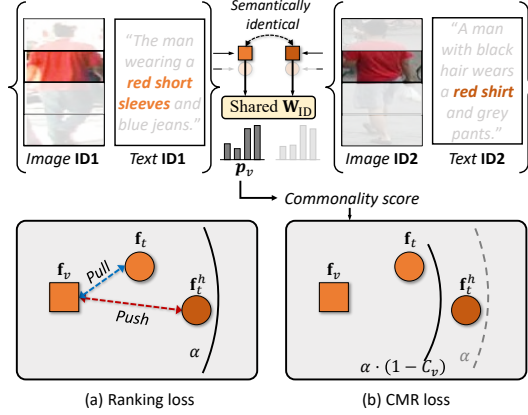 Semantically
identical
"The man
wearing a
red short
sleeves and
blue jeans."
"A man
with black
hair wears
a red shirt
and grey
pants."
Shared W_ID
Image ID1
Text ID1
p_v
Image ID2
Text ID2
Commonality score
f_v
f_t
f_t^h
Pull
Push
α
f_v
f_t
f_t^h
α
α · (1 − C_v)
(a) Ranking loss
(b) CMR loss